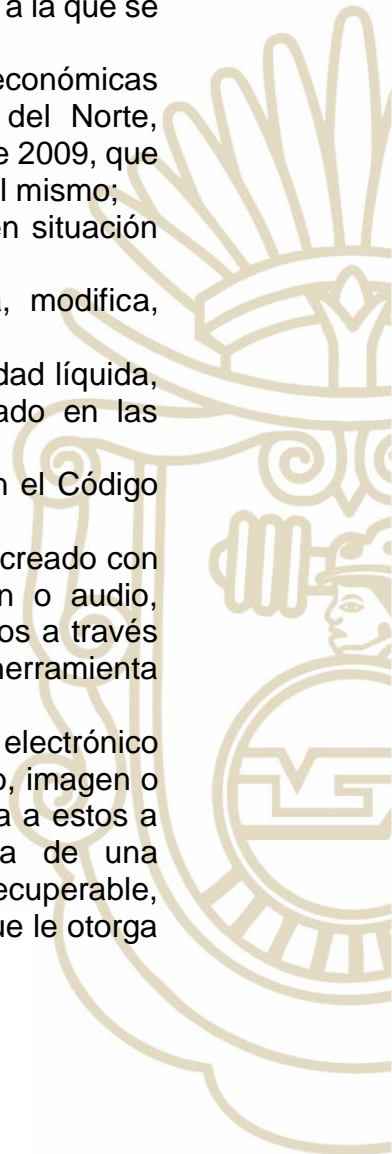 a la que se
económicas
del Norte,
e 2009, que
l mismo;
en situación
, modifica,
dad líquida,
ado en las
n el Código
creado con
n o audio,
os a través
herramienta
electrónico
o, imagen o
a a estos a
a de una
ecuperable,
ue le otorga